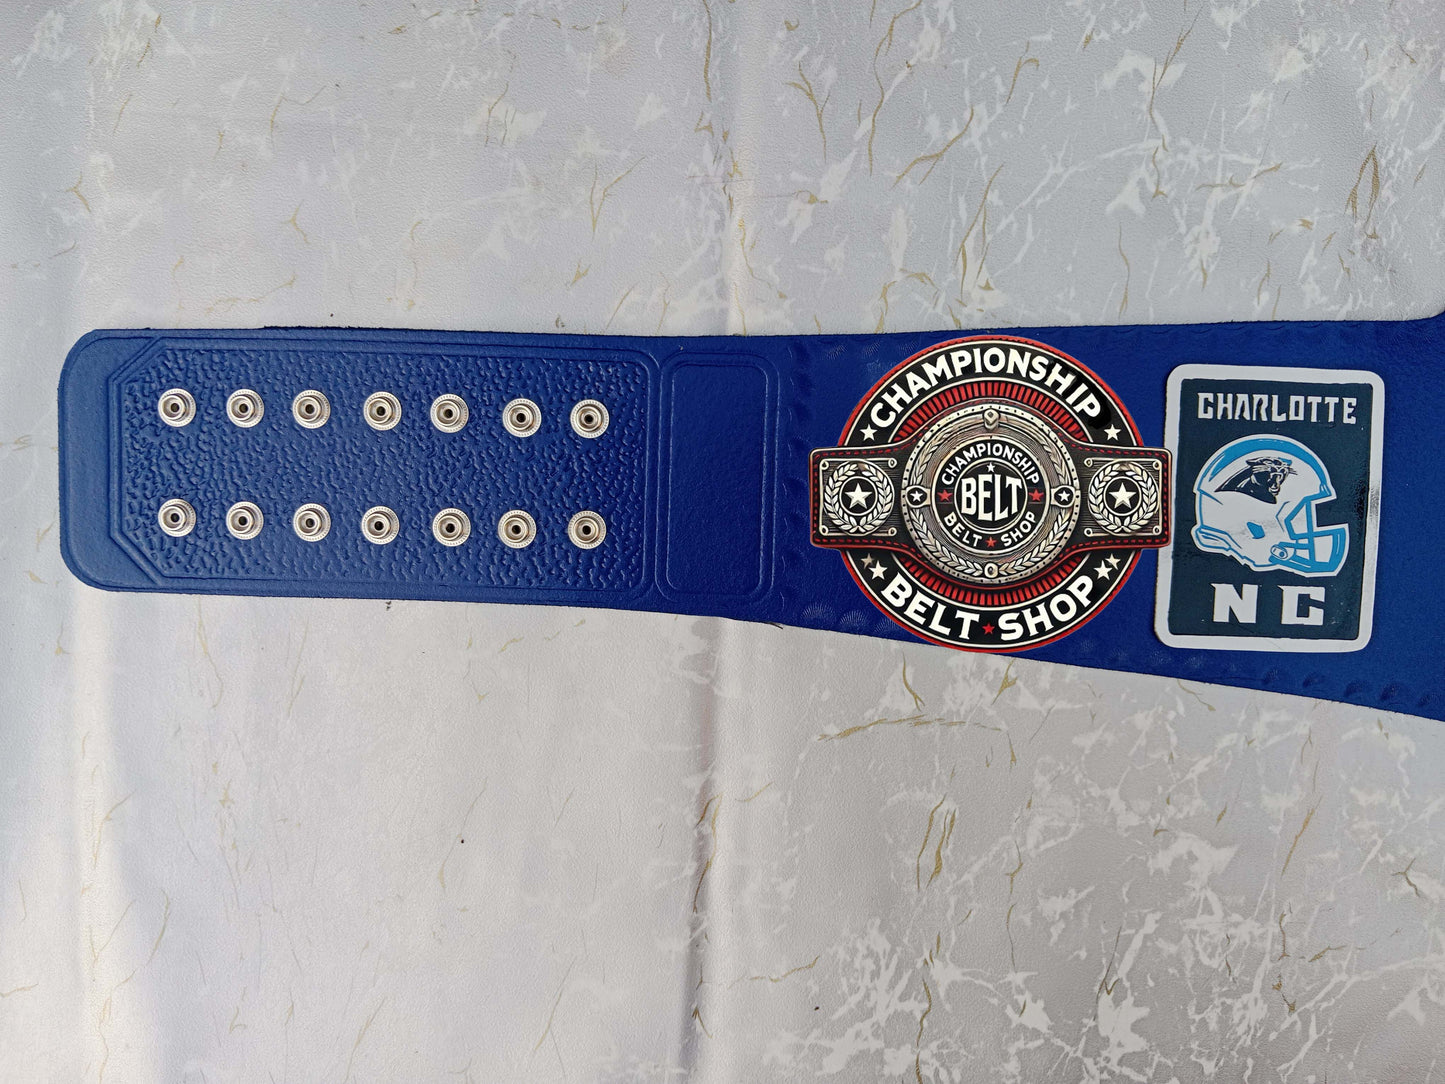 CHAMPIONSHIP
CHAMPIONSHIP
BELT
BELT ★ SHOP
BELT ★ SHOP
CHARLOTTE
NC